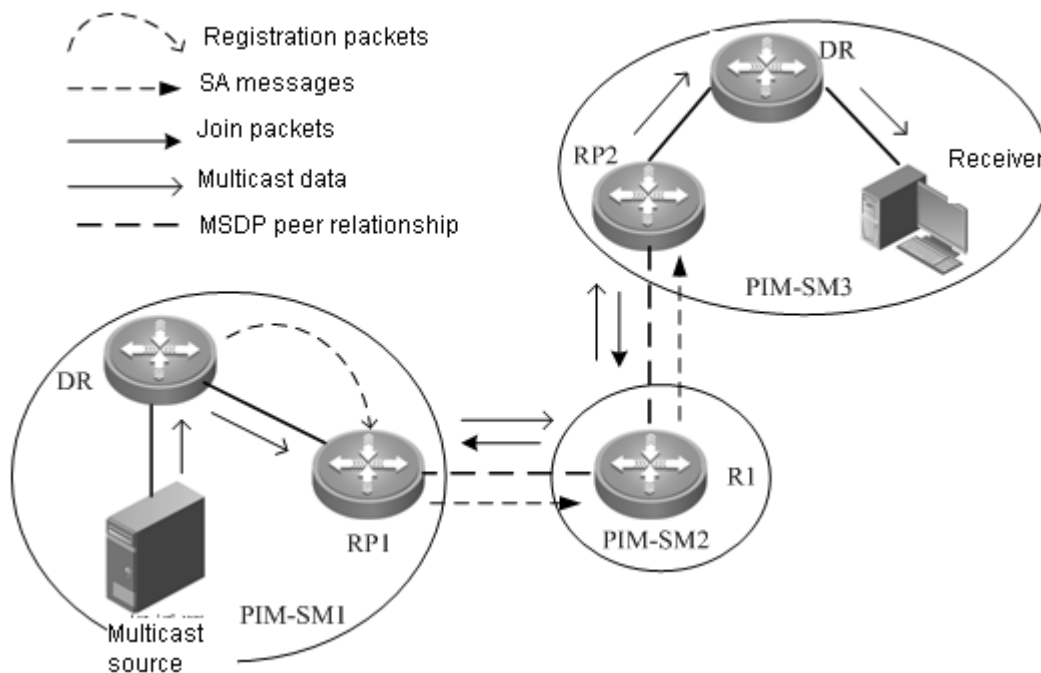 Registration packets
SA messages
Join packets
Multicast data
MSDP peer relationship
DR
RP2
Receiver
PIM-SM3
DR
RP1
R1
PIM-SM2
PIM-SM1
Multicast
source